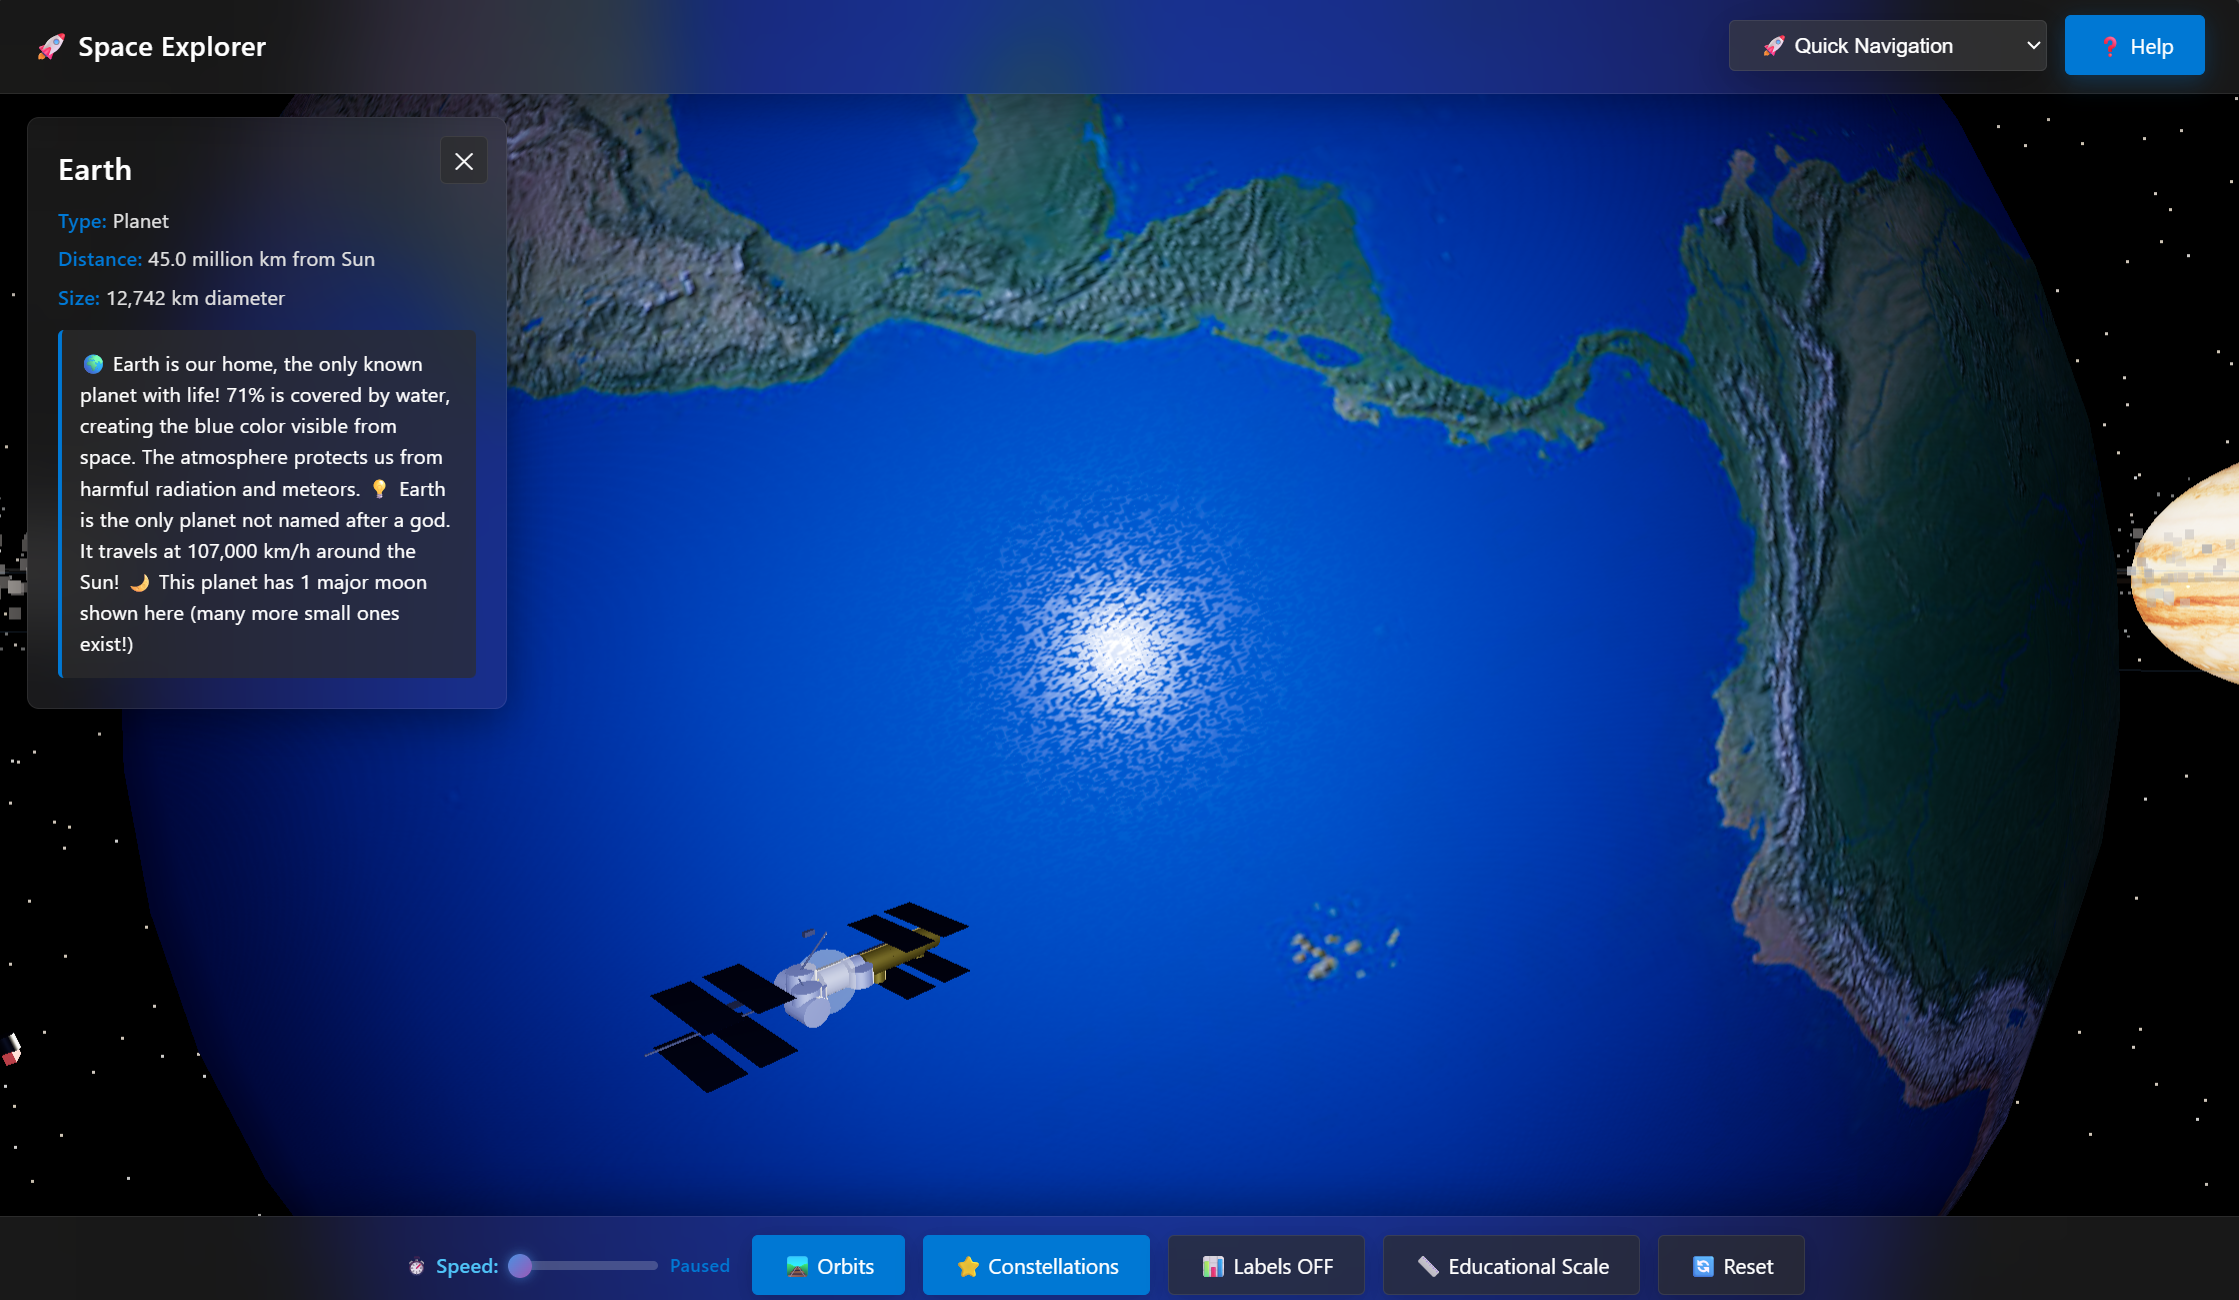 🚀 Space Explorer
🚀 Quick Navigation
❓ Help
Earth
Type: Planet
Distance: 45.0 million km from Sun
Size: 12,742 km diameter
🌍 Earth is our home, the only known
planet with life! 71% is covered by water,
creating the blue color visible from
space. The atmosphere protects us from
harmful radiation and meteors. 💡 Earth
is the only planet not named after a god.
It travels at 107,000 km/h around the
Sun! 🌙 This planet has 1 major moon
shown here (many more small ones
exist!)
⏱️ Speed: Paused
🛤️ Orbits
⭐ Constellations
📊 Labels OFF
📏 Educational Scale
🔄 Reset